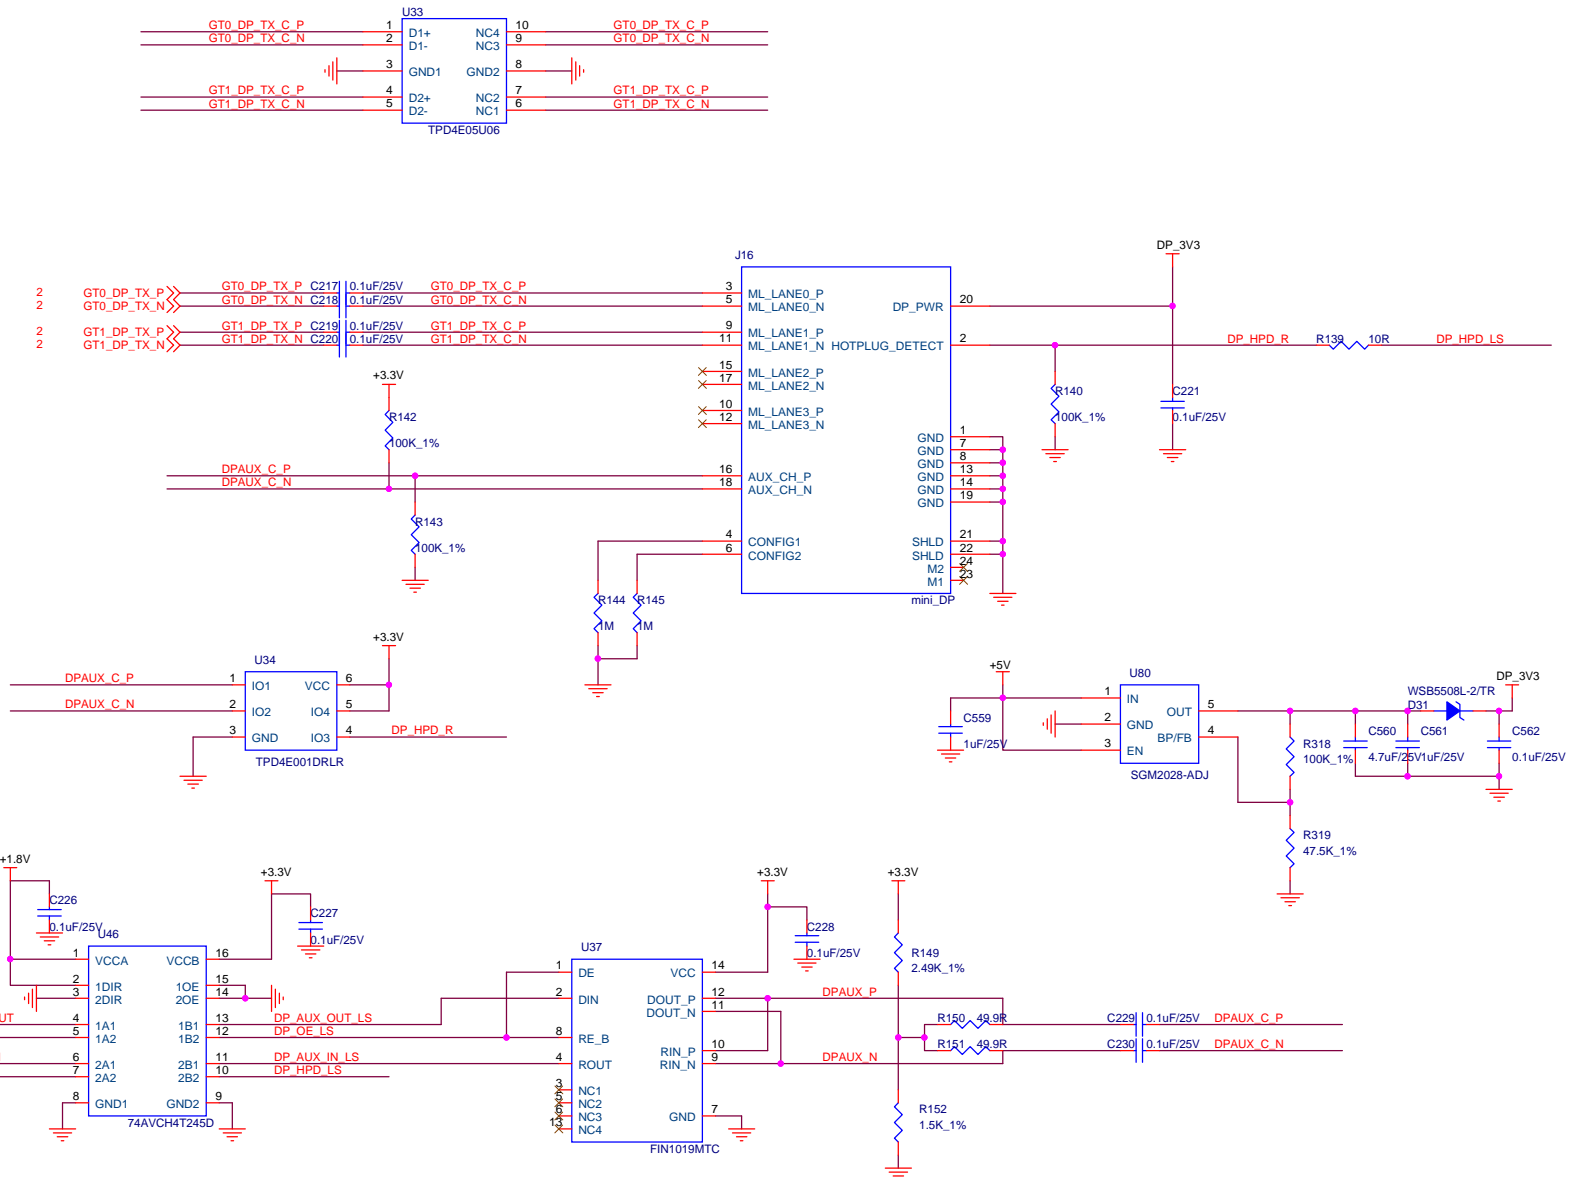 U33
GT0_DP_TX_C_P 1 D1+ NC4 10 GT0_DP_TX_C_P
GT0_DP_TX_C_N 2 D1- NC3 9 GT0_DP_TX_C_N
3 GND1 GND2 8
GT1_DP_TX_C_P 4 D2+ NC2 7 GT1_DP_TX_C_P
GT1_DP_TX_C_N 5 D2- NC1 6 GT1_DP_TX_C_N
TPD4E05U06
DP_3V3
J16
2 GT0_DP_TX_P GT0_DP_TX_P C217 0.1uF/25V GT0_DP_TX_C_P 3 ML_LANE0_P
2 GT0_DP_TX_N GT0_DP_TX_N C218 0.1uF/25V GT0_DP_TX_C_N 5 ML_LANE0_N DP_PWR 20
2 GT1_DP_TX_P GT1_DP_TX_P C219 0.1uF/25V GT1_DP_TX_C_P 9 ML_LANE1_P
2 GT1_DP_TX_N GT1_DP_TX_N C220 0.1uF/25V GT1_DP_TX_C_N 11 ML_LANE1_N HOTPLUG_DETECT 2 DP_HPD_R R139 10R DP_HPD_LS
15 ML_LANE2_P
17 ML_LANE2_N
10 ML_LANE3_P
12 ML_LANE3_N
+3.3V
R142
100K_1%
R140
100K_1%
C221
0.1uF/25V
GND 1
GND 7
GND 8
GND 13
GND 14
GND 19
DPAUX_C_P 16 AUX_CH_P
DPAUX_C_N 18 AUX_CH_N
R143
100K_1%
4 CONFIG1 SHLD 21
6 CONFIG2 SHLD 22
M2 24
M1 23
mini_DP
R144
1M
R145
1M
+3.3V
U34
DPAUX_C_P 1 IO1 VCC 6
DPAUX_C_N 2 IO2 IO4 5
3 GND IO3 4 DP_HPD_R
TPD4E001DRLR
+5V
U80
1 IN
2 GND OUT 5
3 EN BP/FB 4
SGM2028-ADJ
C559
1uF/25V
WSB5508L-2/TR
D31
DP_3V3
R318
100K_1%
C560
4.7uF/25V
C561
1uF/25V
C562
0.1uF/25V
R319
47.5K_1%
+1.8V
C226
0.1uF/25V
+3.3V
C227
0.1uF/25V
U46
1 VCCA VCCB 16
2 1DIR 1OE 15
3 2DIR 2OE 14
UT 4 1A1 1B1 13 DP_AUX_OUT_LS
5 1A2 1B2 12 DP_OE_LS
6 2A1 2B1 11 DP_AUX_IN_LS
7 2A2 2B2 10 DP_HPD_LS
8 GND1 GND2 9
74AVCH4T245D
+3.3V
C228
0.1uF/25V
U37
1 DE VCC 14
2 DIN DOUT_P 12 DPAUX_P
DOUT_N 11
8 RE_B RIN_P 10
4 ROUT RIN_N 9 DPAUX_N
3 NC1
5 NC2
6 NC3 GND 7
13 NC4
FIN1019MTC
+3.3V
R149
2.49K_1%
R150 49.9R C229 0.1uF/25V DPAUX_C_P
R151 49.9R C230 0.1uF/25V DPAUX_C_N
R152
1.5K_1%